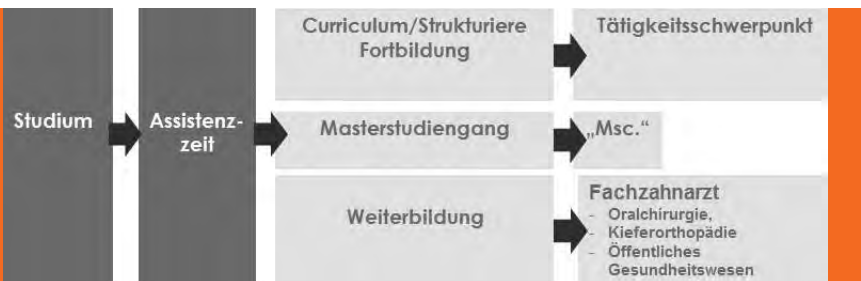 Studium
Assistenz-
zeit
Curriculum/Strukturiere
Fortbildung
Tätigkeitsschwerpunkt
Masterstudiengang
„Msc.“
Weiterbildung
Fachzahnarzt
- Oralchirurgie,
- Kieferorthopädie
- Öffentliches
Gesundheitswesen